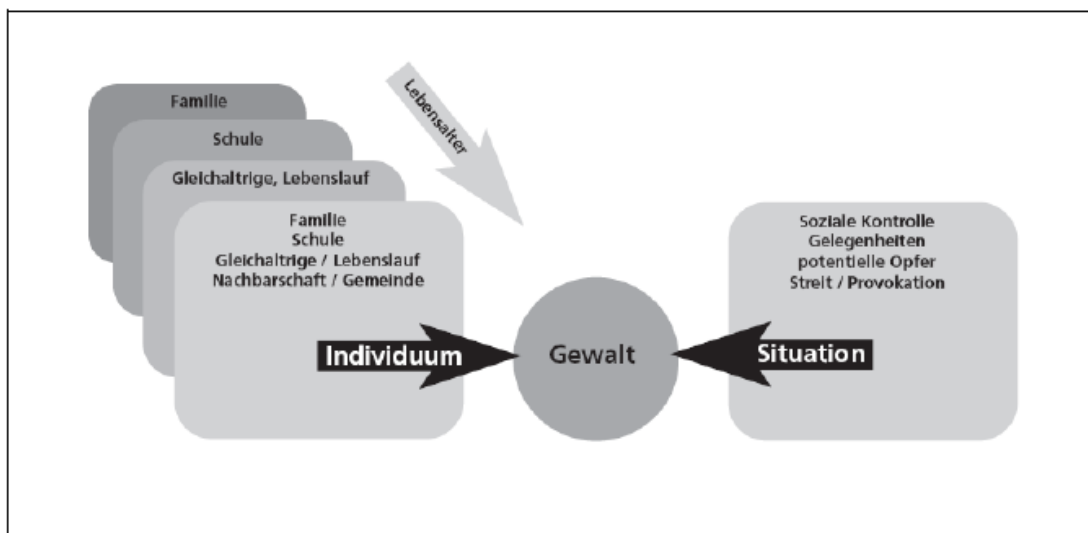 Familie
Schule
Gleichaltrige, Lebenslauf
Familie
Schule
Gleichaltrige / Lebenslauf
Nachbarschaft / Gemeinde
Individuum
Lebensalter
Gewalt
Soziale Kontrolle
Gelegenheiten
potentielle Opfer
Streit / Provokation
Situation